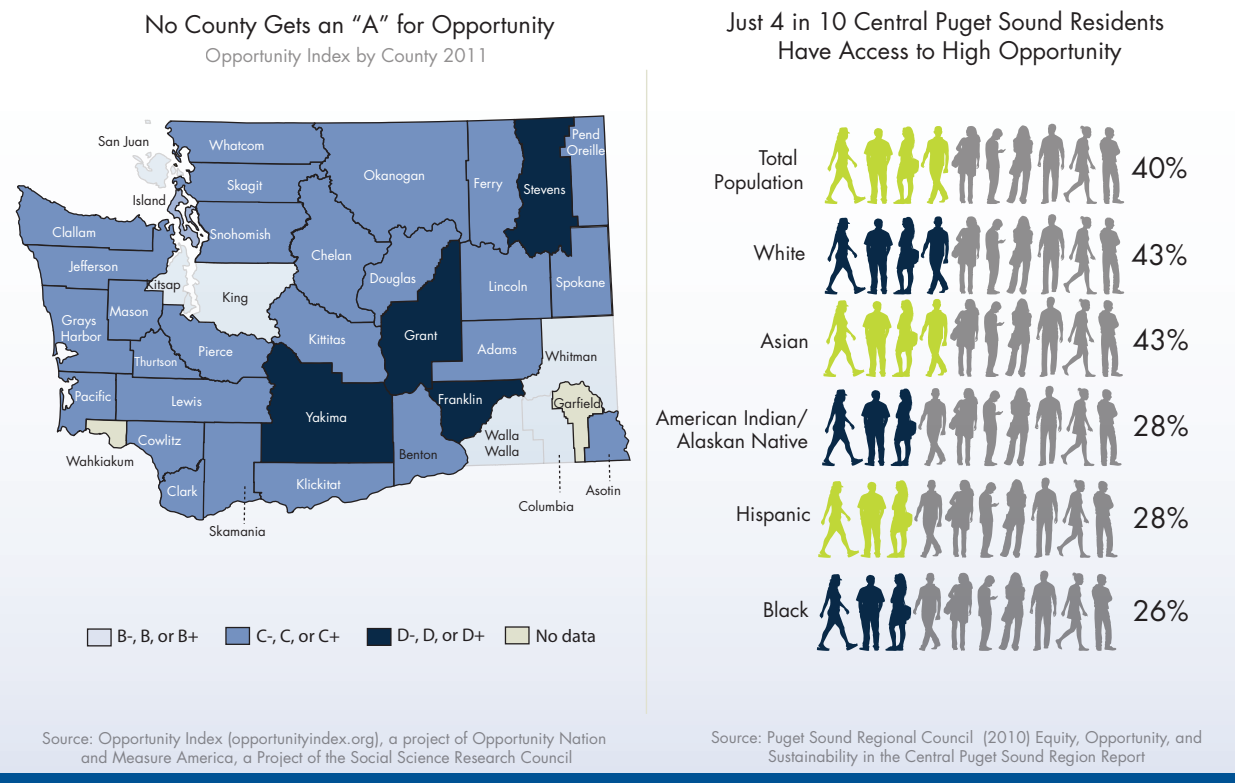 No County Gets an “A” for Opportunity
Opportunity Index by County 2011
San Juan
Whatcom
Skagit
Island
Snohomish
Okanogan
Ferry
Stevens
Pend
Oreille
Clallam
Jefferson
Kitsap
King
Chelan
Douglas
Lincoln
Spokane
Grays
Harbor
Mason
Thurtson
Pierce
Kittitas
Grant
Adams
Whitman
Pacific
Lewis
Yakima
Franklin
Garfield
Wahkiakum
Cowlitz
Benton
Walla
Walla
Clark
Klickitat
Asotin
Columbia
Skamania
B-, B, or B+
C-, C, or C+
D-, D, or D+
No data
Source: Opportunity Index (opportunityindex.org), a project of Opportunity Nation
and Measure America, a Project of the Social Science Research Council
Just 4 in 10 Central Puget Sound Residents
Have Access to High Opportunity
Total
Population
40%
White
43%
Asian
43%
American Indian/
Alaskan Native
28%
Hispanic
28%
Black
26%
Source: Puget Sound Regional Council (2010) Equity, Opportunity, and
Sustainability in the Central Puget Sound Region Report